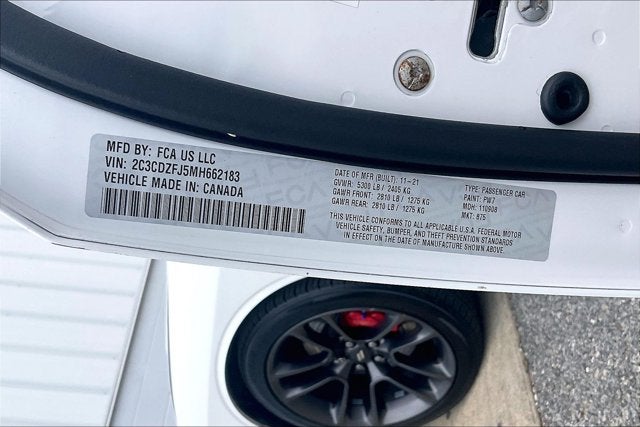 MFD BY: FCA US LLC
VIN: 2C3CDZFJ5MH662183
VEHICLE MADE IN: CANADA
DATE OF MFR (BUILT): 11-21
GVWR: 5300 LB / 2405 KG
GAWR FRONT: 2810 LB / 1275 KG
GAWR REAR: 2810 LB / 1275 KG
TYPE: PASSENGER CAR
PAINT: PW7
MDH: 110908
MKT: 875
THIS VEHICLE CONFORMS TO ALL APPLICABLE U.S.A. FEDERAL MOTOR
VEHICLE SAFETY, BUMPER, AND THEFT PREVENTION STANDARDS
IN EFFECT ON THE DATE OF MANUFACTURE SHOWN ABOVE.